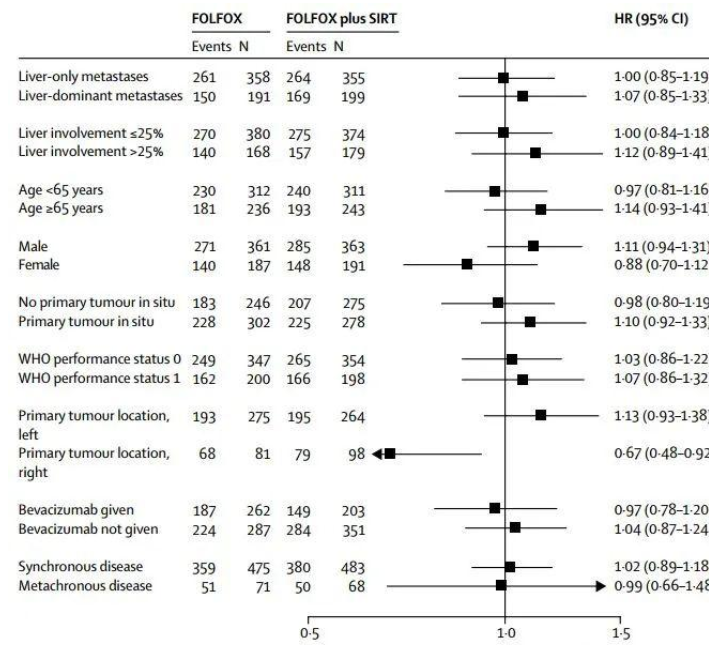 FOLFOX FOLFOX plus SIRT HR (95% CI)
Events N Events N
Liver-only metastases 261 358 264 355 1·00 (0·85–1·19
Liver-dominant metastases 150 191 169 199 1·07 (0·85–1·33)
Liver involvement ≤25% 270 380 275 374 1·00 (0·84–1·18
Liver involvement >25% 140 168 157 179 1·12 (0·89–1·41)
Age <65 years 230 312 240 311 0·97 (0·81–1·16
Age ≥65 years 181 236 193 243 1·14 (0·93–1·41)
Male 271 361 285 363 1·11 (0·94–1·31)
Female 140 187 148 191 0·88 (0·70–1·12
No primary tumour in situ 183 246 207 275 0·98 (0·80–1·19
Primary tumour in situ 228 302 225 278 1·10 (0·92–1·33)
WHO performance status 0 249 347 265 354 1·03 (0·86–1·22
WHO performance status 1 162 200 166 198 1·07 (0·86–1·32)
Primary tumour location, 193 275 195 264 1·13 (0·93–1·38)
left
Primary tumour location, 68 81 79 98 0·67 (0·48–0·92
right
Bevacizumab given 187 262 149 203 0·97 (0·78–1·20
Bevacizumab not given 224 287 284 351 1·04 (0·87–1·24
Synchronous disease 359 475 380 483 1·02 (0·89–1·18
Metachronous disease 51 71 50 68 0·99 (0·66–1·48
0·5 1·0 1·5